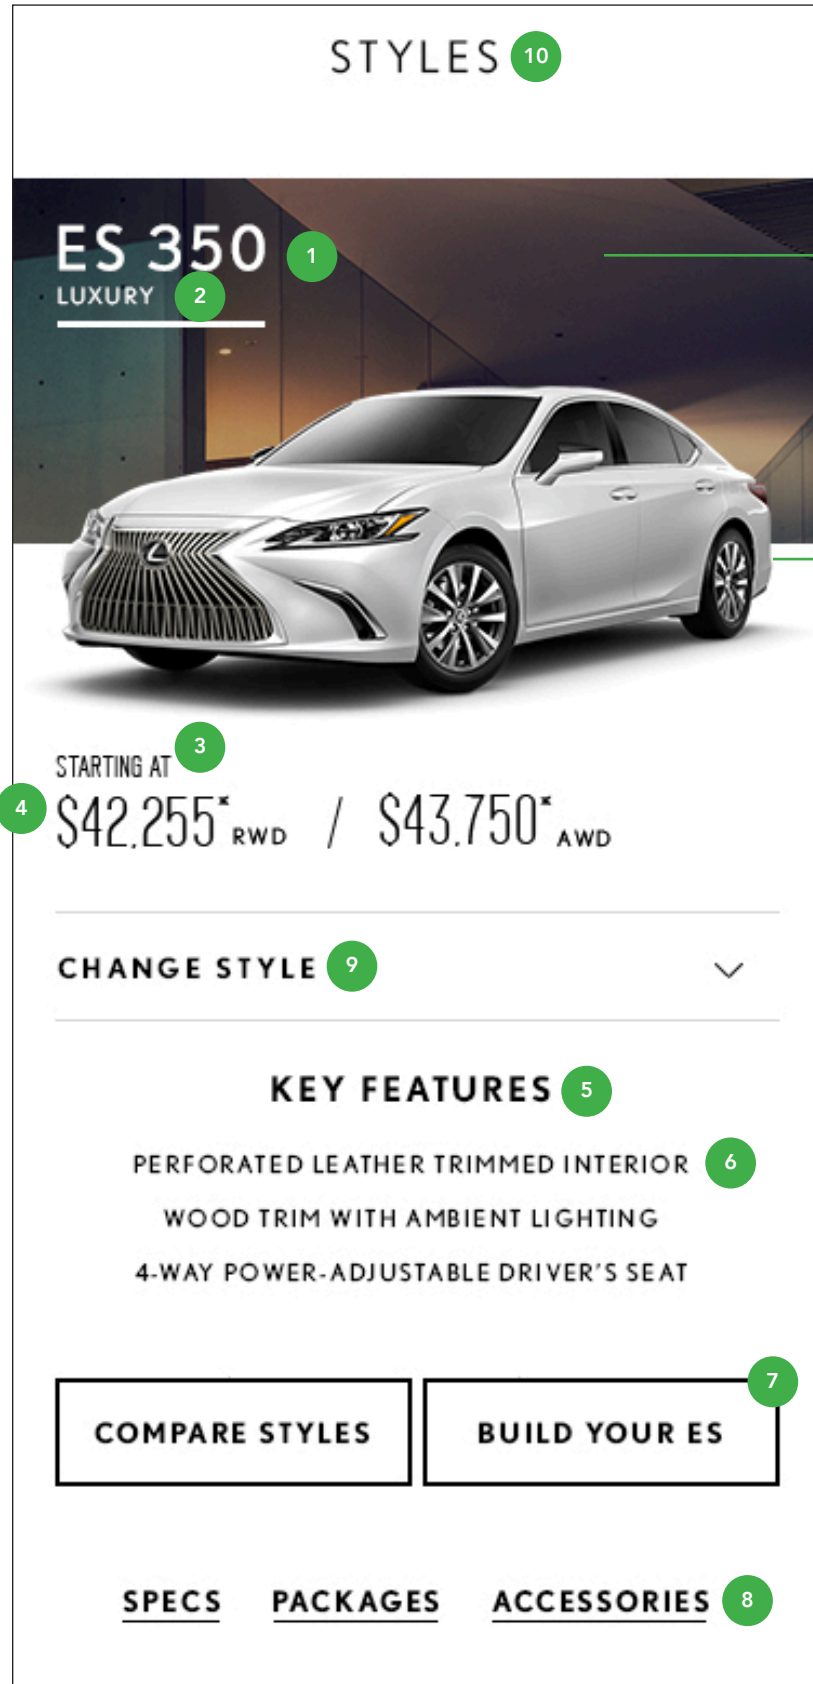 STYLES 10
ES 350 1
LUXURY 2
3
STARTING AT
4 $42,255* RWD / $43,750* AWD
CHANGE STYLE 9
KEY FEATURES 5
PERFORATED LEATHER TRIMMED INTERIOR 6
WOOD TRIM WITH AMBIENT LIGHTING
4-WAY POWER-ADJUSTABLE DRIVER'S SEAT
7
COMPARE STYLES BUILD YOUR ES
SPECS PACKAGES ACCESSORIES 8